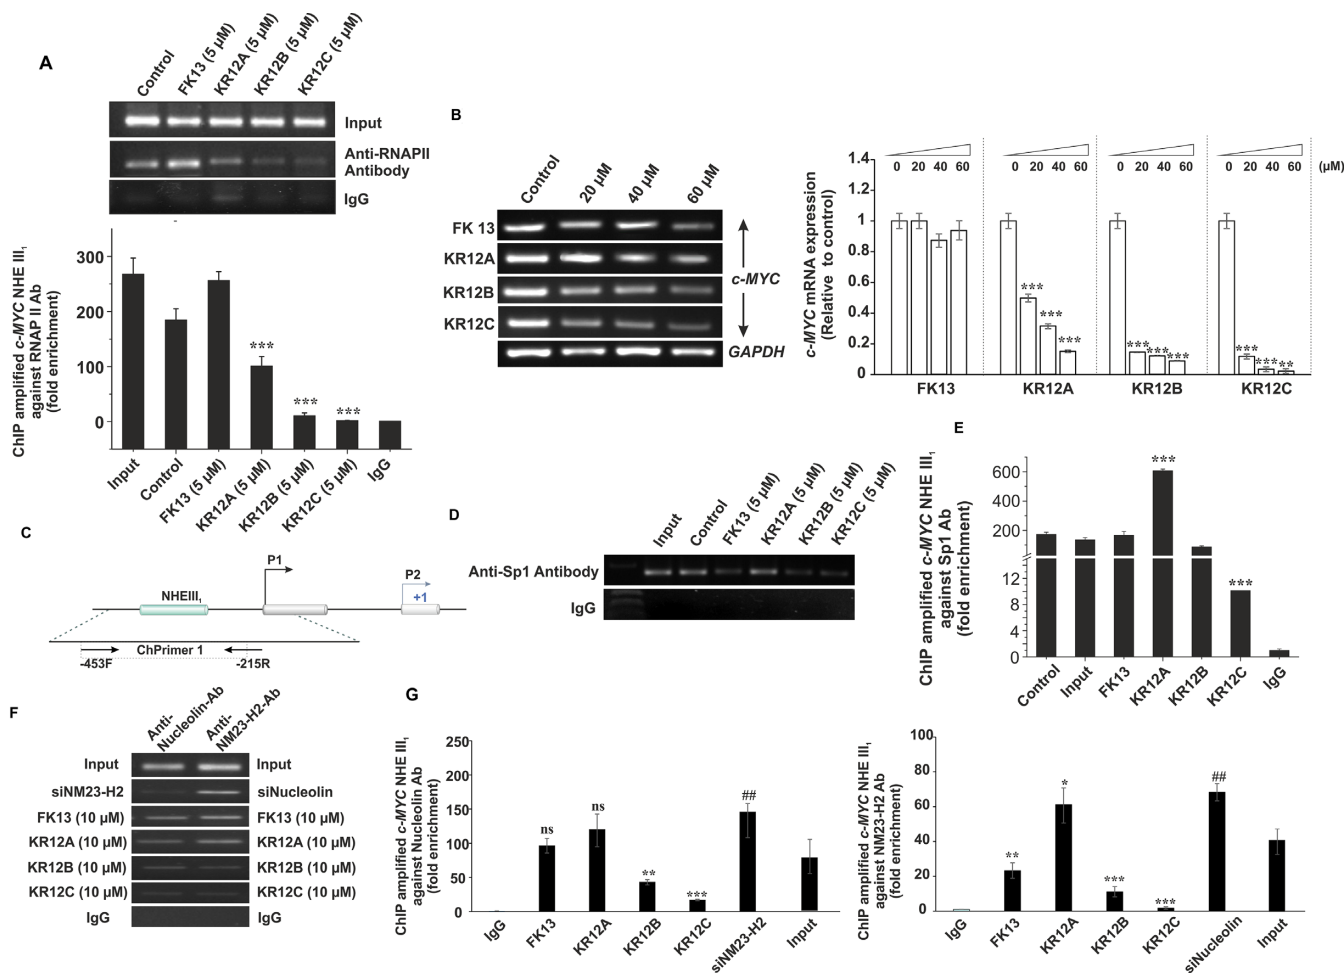 A
Control
FK13 (5 µM)
KR12A (5 µM)
KR12B (5 µM)
KR12C (5 µM)
Input
Anti-RNAPII
Antibody
IgG
ChIP amplified c-MYC NHE III1
against RNAP II Ab
(fold enrichment)
300
200
100
0
***
***
***
Input
Control
FK13 (5 µM)
KR12A (5 µM)
KR12B (5 µM)
KR12C (5 µM)
IgG
B
Control
20 µM
40 µM
60 µM
FK 13
KR12A
KR12B
KR12C
c-MYC
GAPDH
c-MYC mRNA expression
(Relative to control)
1.4
1.2
1
0.8
0.6
0.4
0.2
0
0 20 40 60
0 20 40 60
0 20 40 60
0 20 40 60
(µM)
***
***
***
*** *** ***
***
*** **
FK13
KR12A
KR12B
KR12C
C
P1
P2
+1
NHEIII1
ChPrimer 1
-453F
-215R
D
Input
Control
FK13 (5 µM)
KR12A (5 µM)
KR12B (5 µM)
KR12C (5 µM)
Anti-Sp1 Antibody
IgG
E
ChIP amplified c-MYC NHE III1
against Sp1 Ab
(fold enrichment)
600
400
200
12
8
4
0
***
***
Control
Input
FK13
KR12A
KR12B
KR12C
IgG
F
Anti-
Nucleolin-Ab
Anti-
NM23-H2-Ab
Input Input
siNM23-H2 siNucleolin
FK13 (10 µM) FK13 (10 µM)
KR12A (10 µM) KR12A (10 µM)
KR12B (10 µM) KR12B (10 µM)
KR12C (10 µM) KR12C (10 µM)
IgG IgG
G
ChIP amplified c-MYC NHE III1
against Nucleolin Ab
(fold enrichment)
250
200
150
100
50
0
ns
ns
**
***
##
IgG
FK13
KR12A
KR12B
KR12C
siNM23-H2
Input
ChIP amplified c-MYC NHE III1
against NM23-H2 Ab
(fold enrichment)
100
80
60
40
20
0
**
*
***
***
##
IgG
FK13
KR12A
KR12B
KR12C
siNucleolin
Input